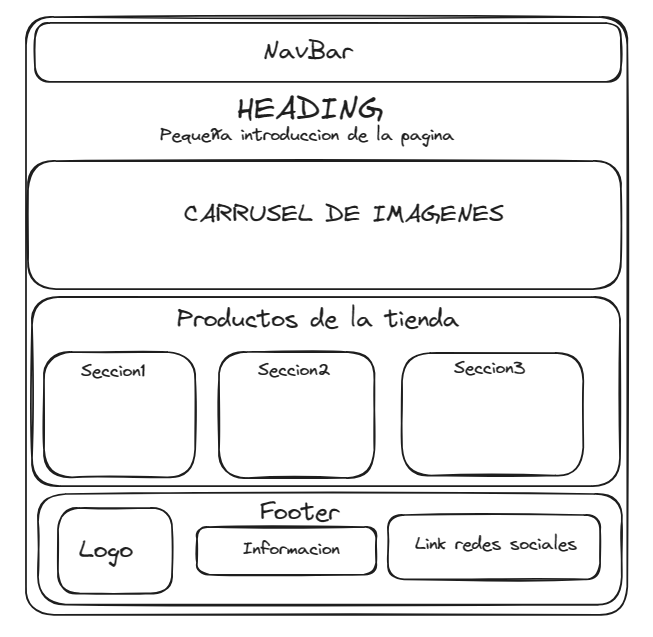 NavBar
HEADING
Pequeña introduccion de la pagina
CARRUSEL DE IMAGENES
Productos de la tienda
Seccion1
Seccion2
Seccion3
Footer
Logo
Informacion
Link redes sociales